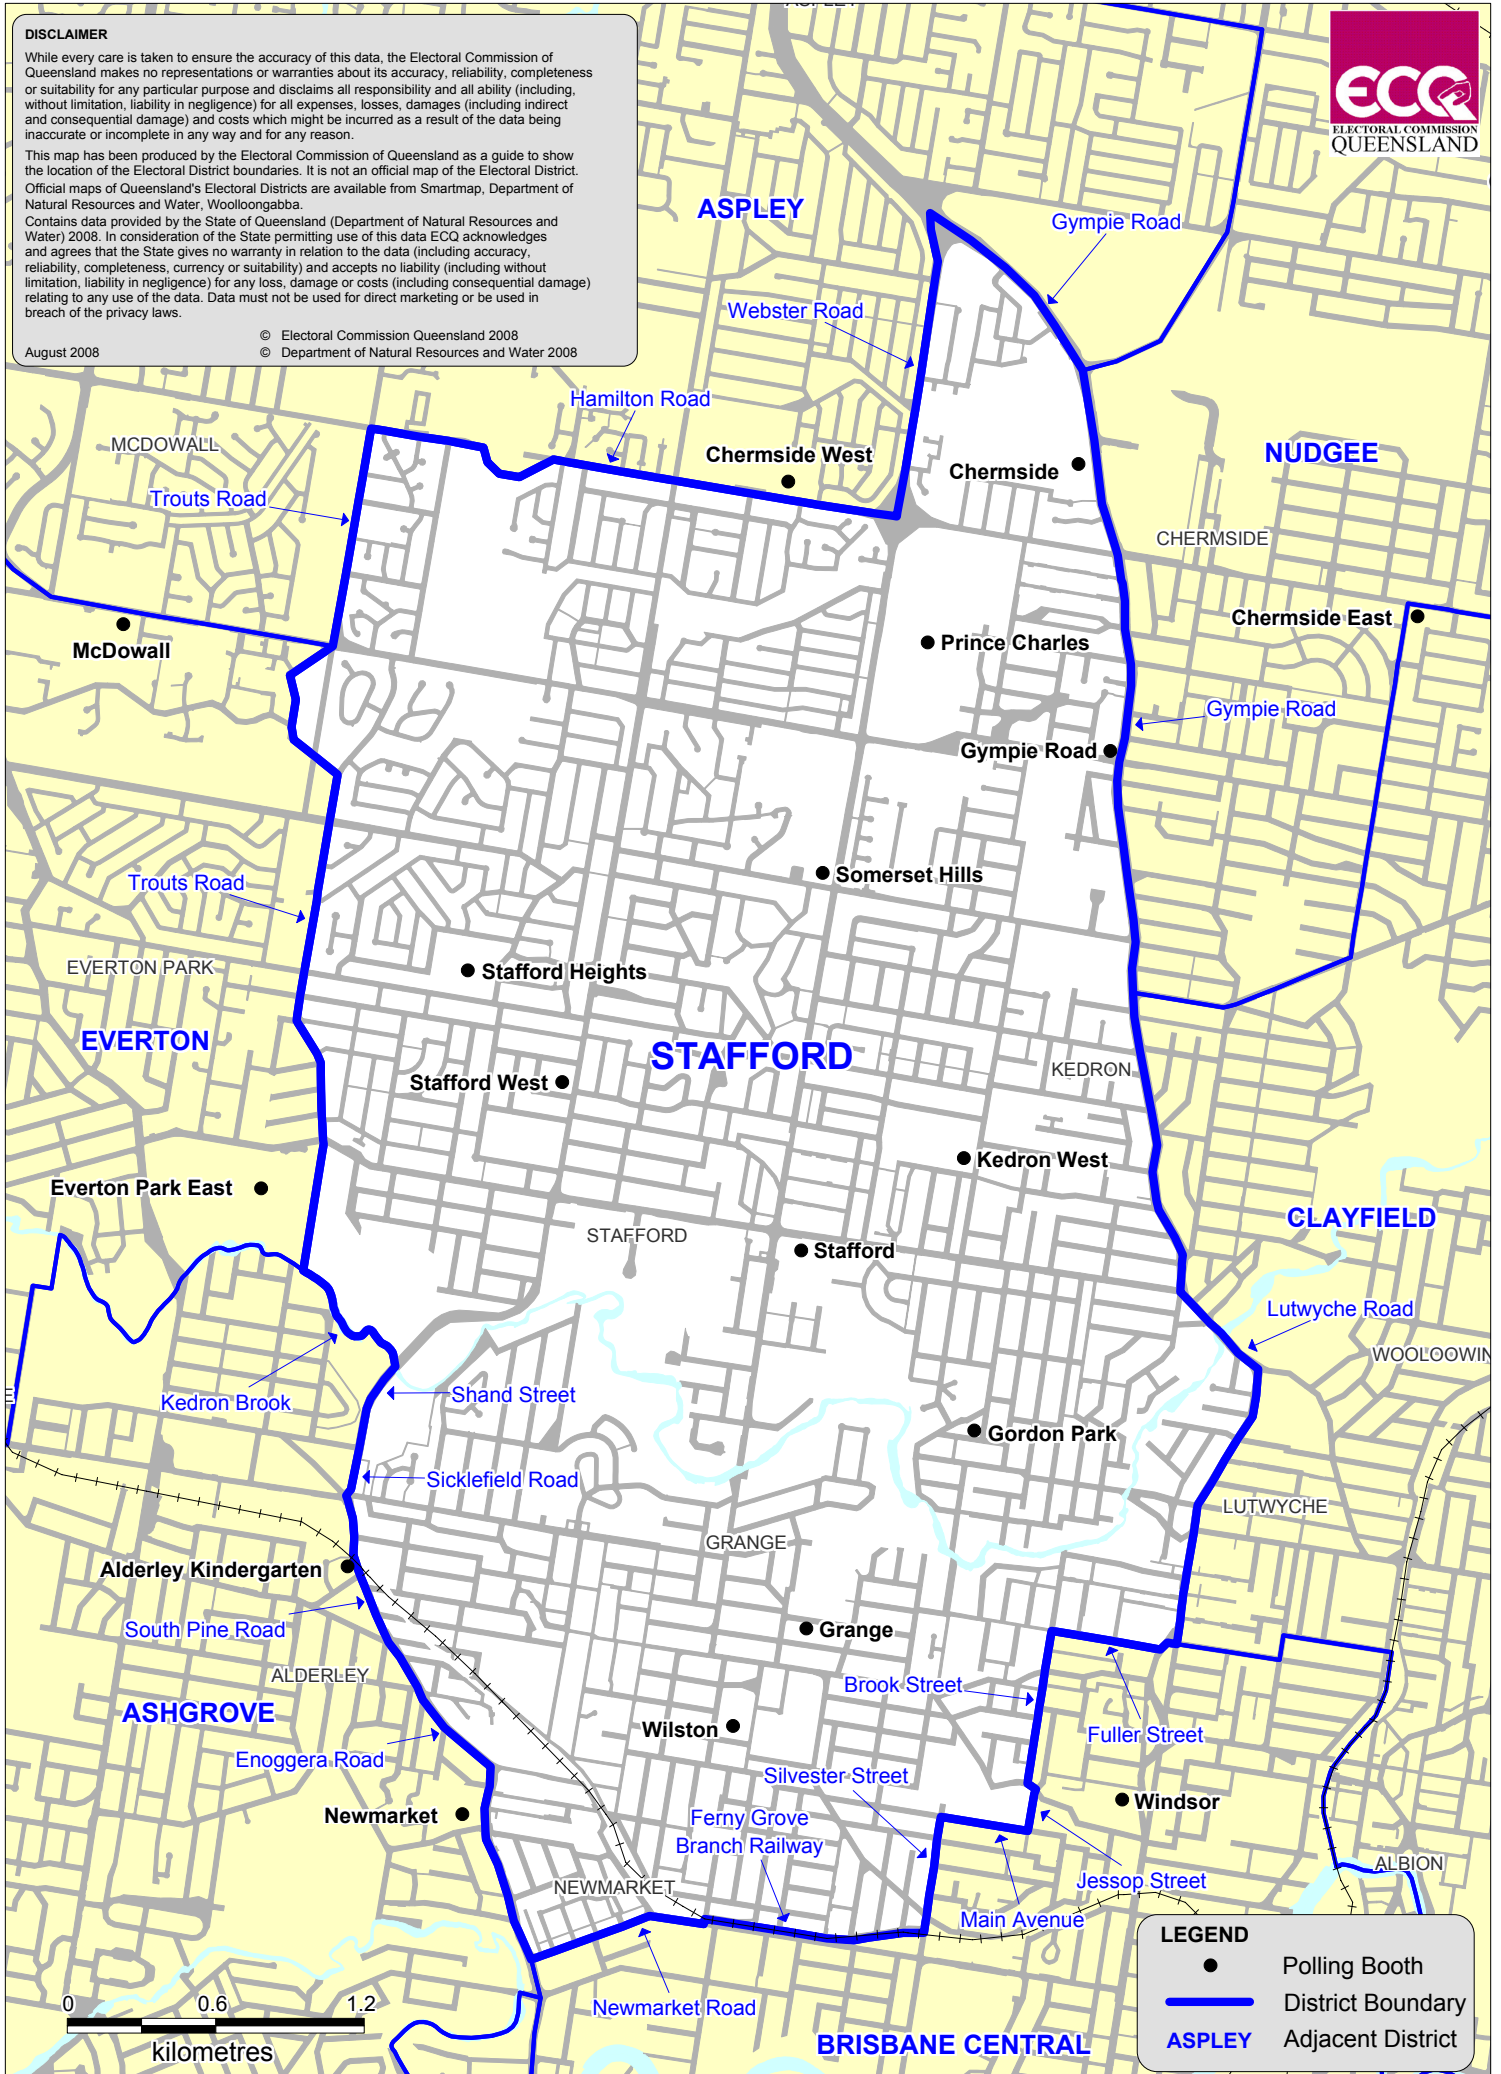 ASPLEY
DISCLAIMER
While every care is taken to ensure the accuracy of this data, the Electoral Commission of
Queensland makes no representations or warranties about its accuracy, reliability, completeness
or suitability for any particular purpose and disclaims all responsibility and all ability (including,
without limitation, liability in negligence) for all expenses, losses, damages (including indirect
and consequential damage) and costs which might be incurred as a result of the data being
inaccurate or incomplete in any way and for any reason.
This map has been produced by the Electoral Commission of Queensland as a guide to show
the location of the Electoral District boundaries. It is not an official map of the Electoral District.
Official maps of Queensland's Electoral Districts are available from Smartmap, Department of
Natural Resources and Water, Woolloongabba.
Contains data provided by the State of Queensland (Department of Natural Resources and
Water) 2008. In consideration of the State permitting use of this data ECQ acknowledges
and agrees that the State gives no warranty in relation to the data (including accuracy,
reliability, completeness, currency or suitability) and accepts no liability (including without
limitation, liability in negligence) for any loss, damage or costs (including consequential damage)
relating to any use of the data. Data must not be used for direct marketing or be used in
breach of the privacy laws.
© Electoral Commission Queensland 2008
August 2008 © Department of Natural Resources and Water 2008
ECQ
ELECTORAL COMMISSION
QUEENSLAND
ASPLEY
Gympie Road
Webster Road
Hamilton Road
MCDOWALL
Chermside West
Chermside
NUDGEE
Trouts Road
CHERMSIDE
McDowall
Chermside East
Prince Charles
Gympie Road
Gympie Road
Somerset Hills
Trouts Road
EVERTON PARK
Stafford Heights
EVERTON
STAFFORD
KEDRON
Stafford West
Kedron West
Everton Park East
STAFFORD
CLAYFIELD
Stafford
Lutwyche Road
WOOLOOWIN
E
Kedron Brook
Shand Street
Gordon Park
Sicklefield Road
LUTWYCHE
GRANGE
Alderley Kindergarten
South Pine Road
Grange
ALDERLEY
Brook Street
ASHGROVE
Wilston
Fuller Street
Enoggera Road
Silvester Street
Newmarket
Windsor
Ferny Grove
Branch Railway
ALBION
NEWMARKET
Jessop Street
Main Avenue
Newmarket Road
BRISBANE CENTRAL
0 0.6 1.2
kilometres
LEGEND
Polling Booth
District Boundary
ASPLEY Adjacent District